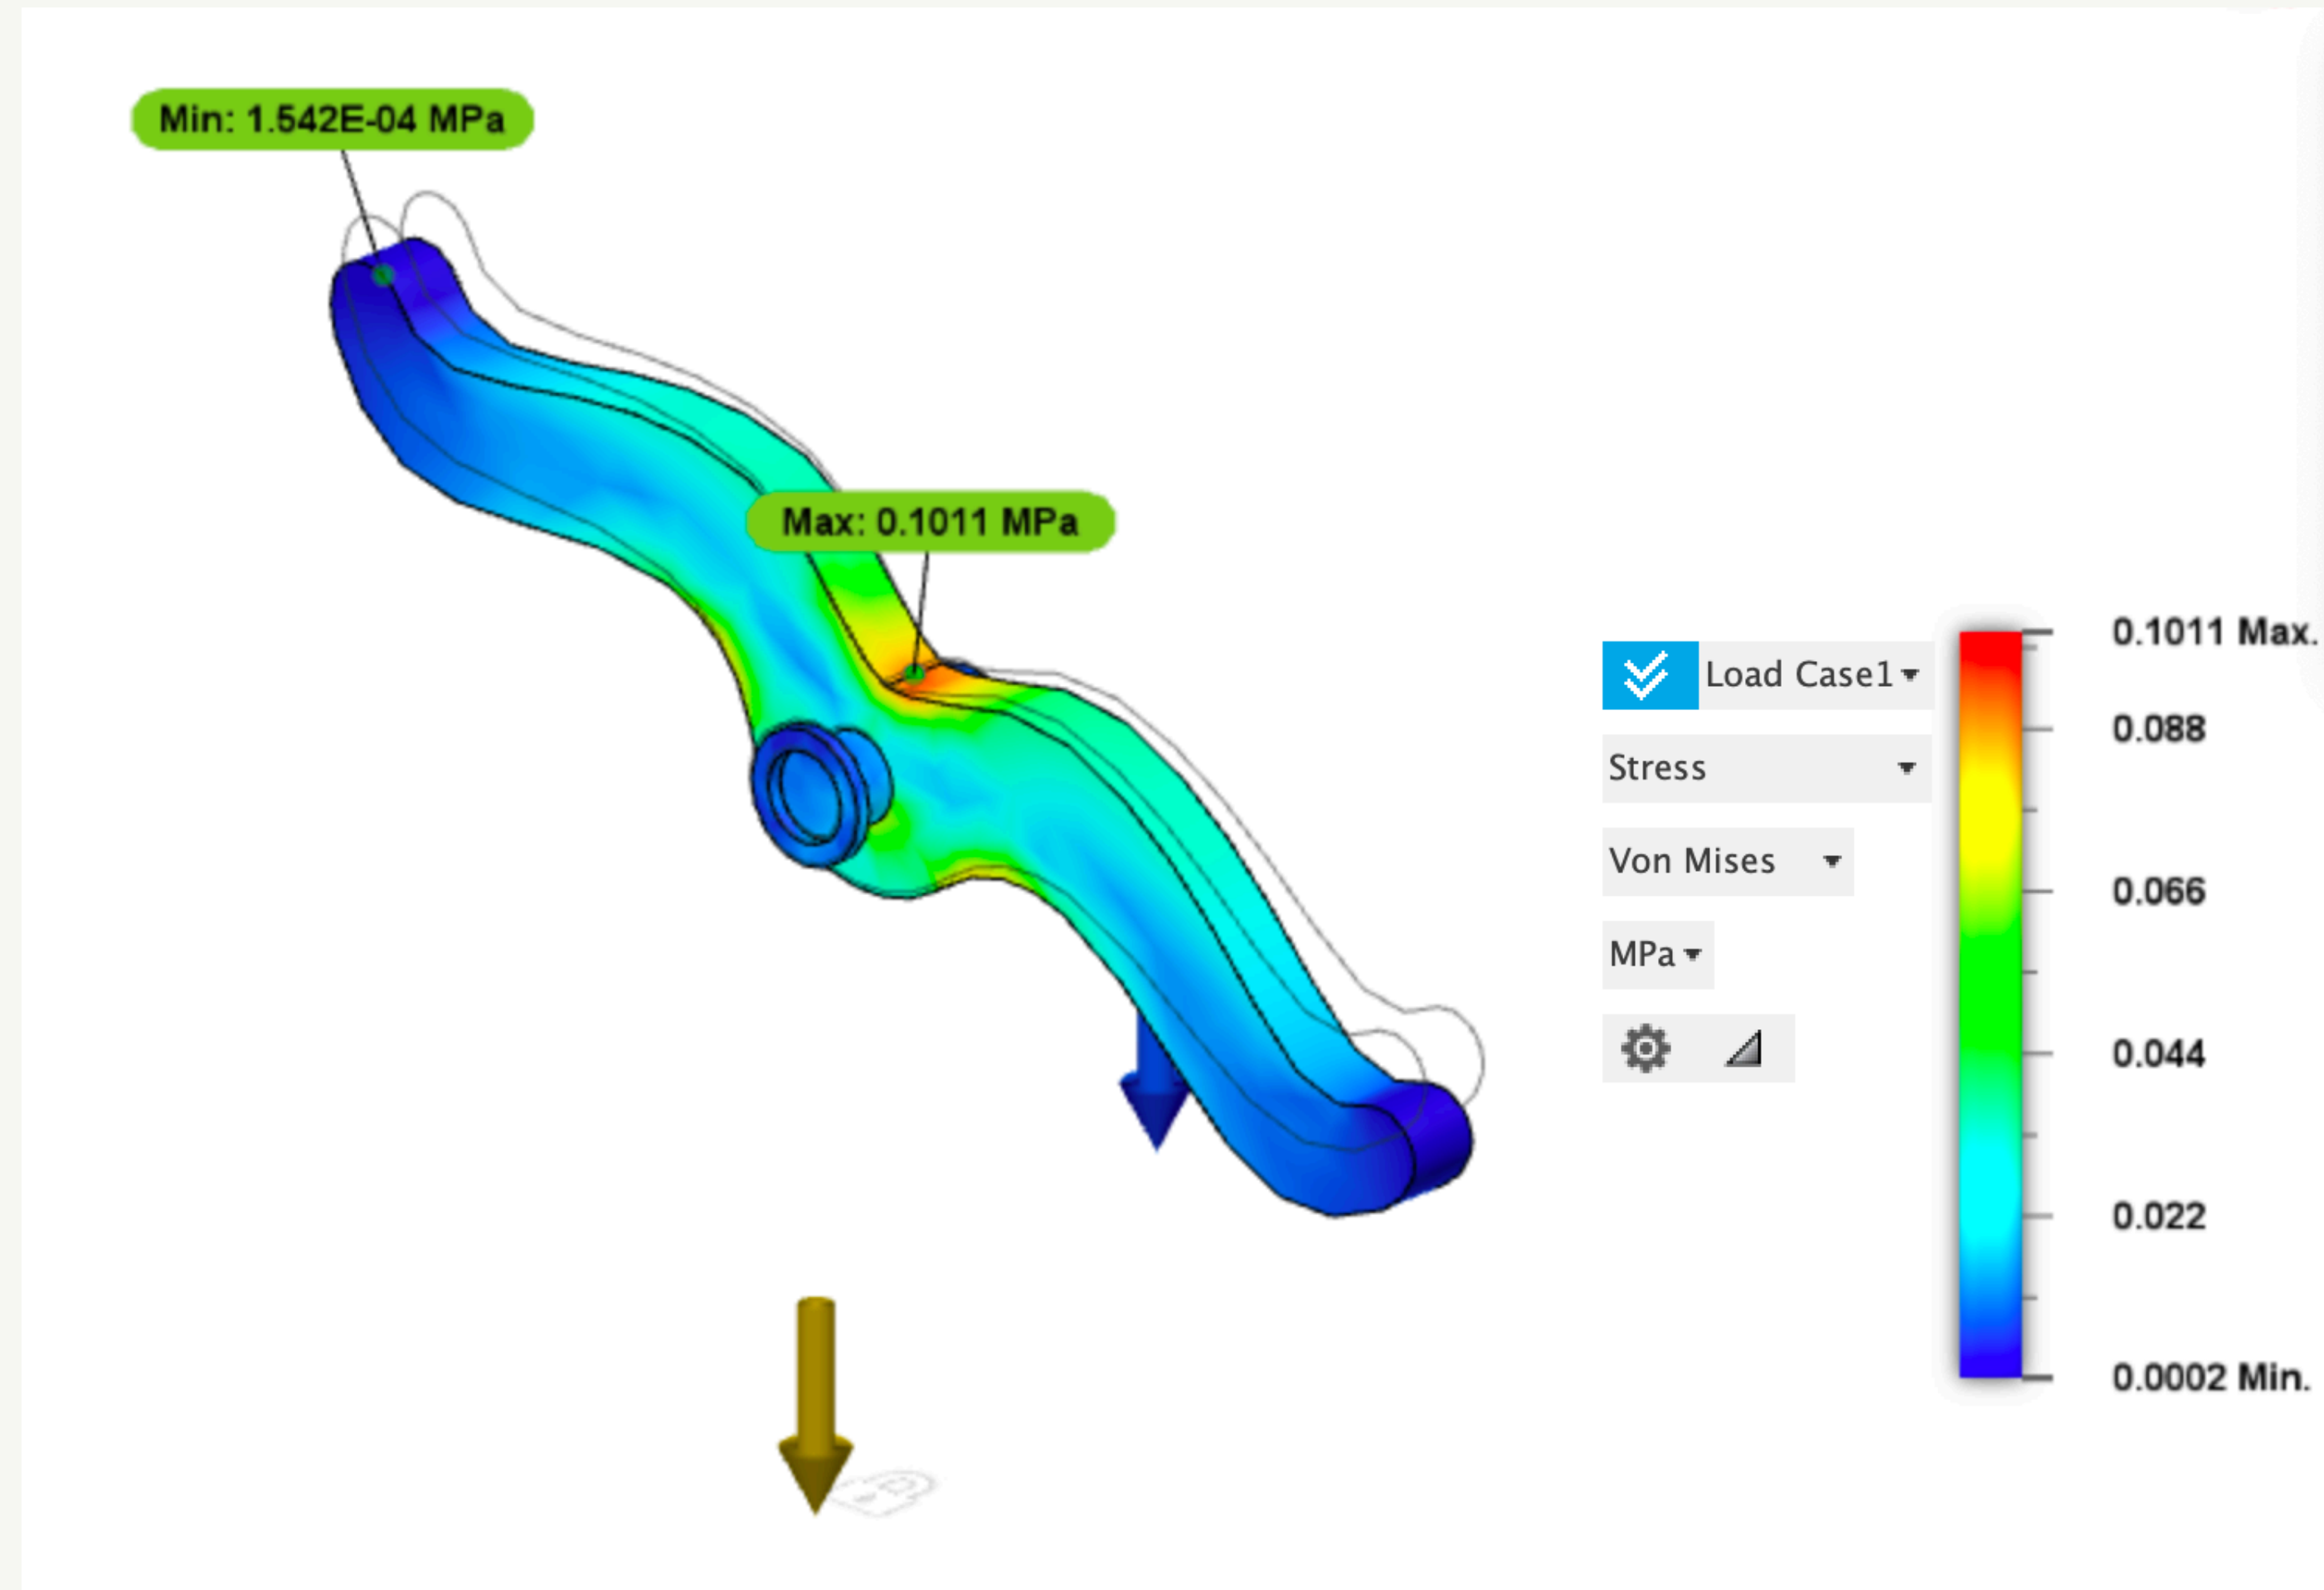 Min: 1.542E-04 MPa
Max: 0.1011 MPa
Load Case1
Stress
Von Mises
MPa
0.1011 Max.
0.088
0.066
0.044
0.022
0.0002 Min.